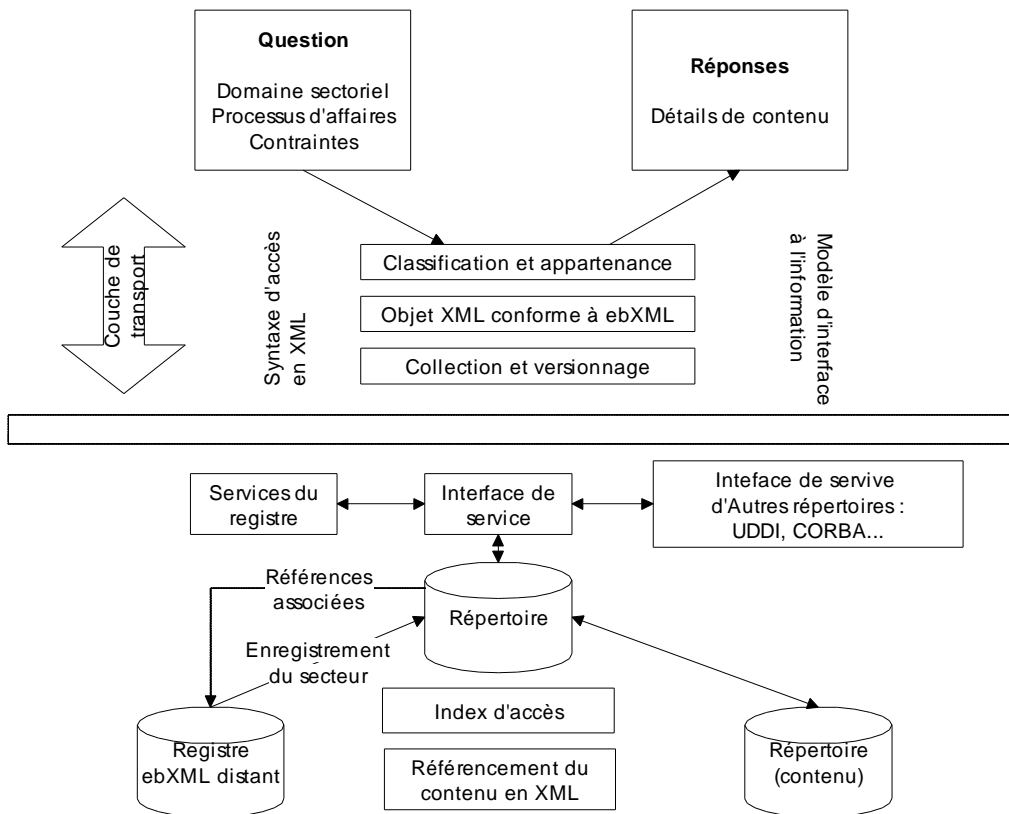 Question
Domaine sectoriel
Processus d'affaires
Contraintes
Réponses
Détails de contenu
Couche de
transport
Syntaxe d'accès
en XML
Classification et appartenance
Objet XML conforme à ebXML
Collection et versionnage
Modèle d'interface
à l'information
Services du
registre
Interface de
service
Inteface de servive
d'Autres répertoires :
UDDI, CORBA...
Références
associées
Répertoire
Enregistrement
du secteur
Index d'accès
Registre
ebXML distant
Référencement du
contenu en XML
Répertoire
(contenu)